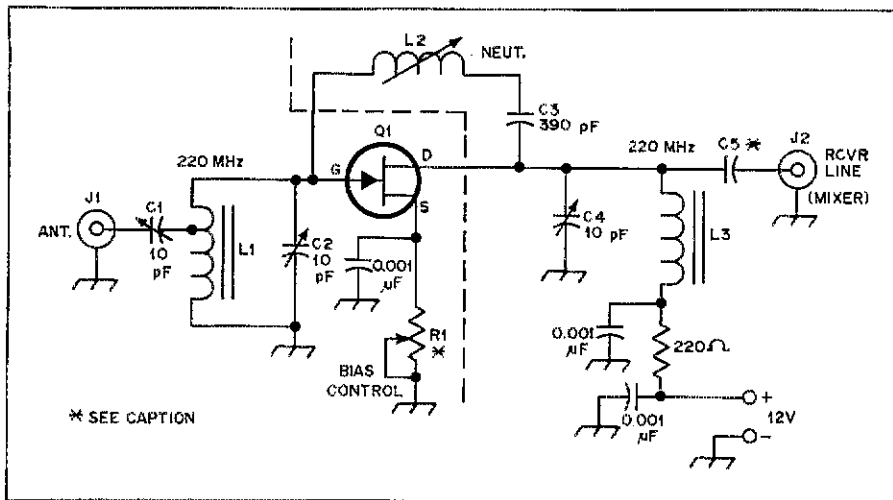 L2
NEUT.
C3
390 pF
Q1
D
G
S
220 MHz
J1
ANT.
C1
10
pF
L1
C2
10
pF
0.001
µF
R1
*
BIAS
CONTROL
220 MHz
C5 *
J2
RCVR
LINE
(MIXER)
C4
10 pF
L3
0.001
µF
220Ω
0.001
µF
+
12V
-
* SEE CAPTION